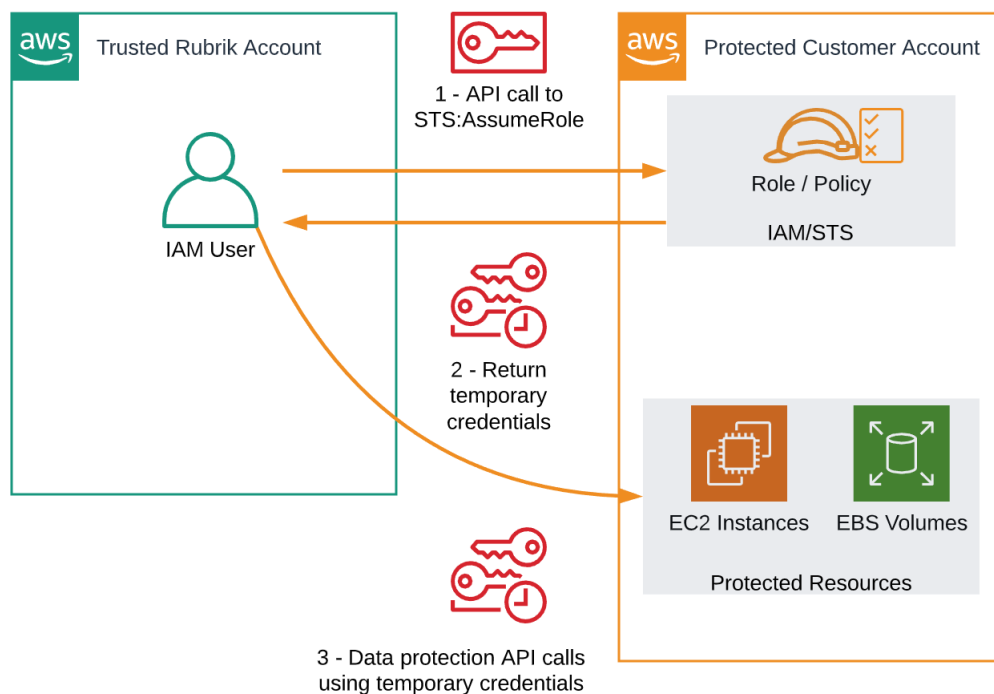 aws
Trusted Rubrik Account
aws
Protected Customer Account
1 - API call to
STS:AssumeRole
Role / Policy
IAM/STS
IAM User
2 - Return
temporary
credentials
EC2 Instances
EBS Volumes
Protected Resources
3 - Data protection API calls
using temporary credentials